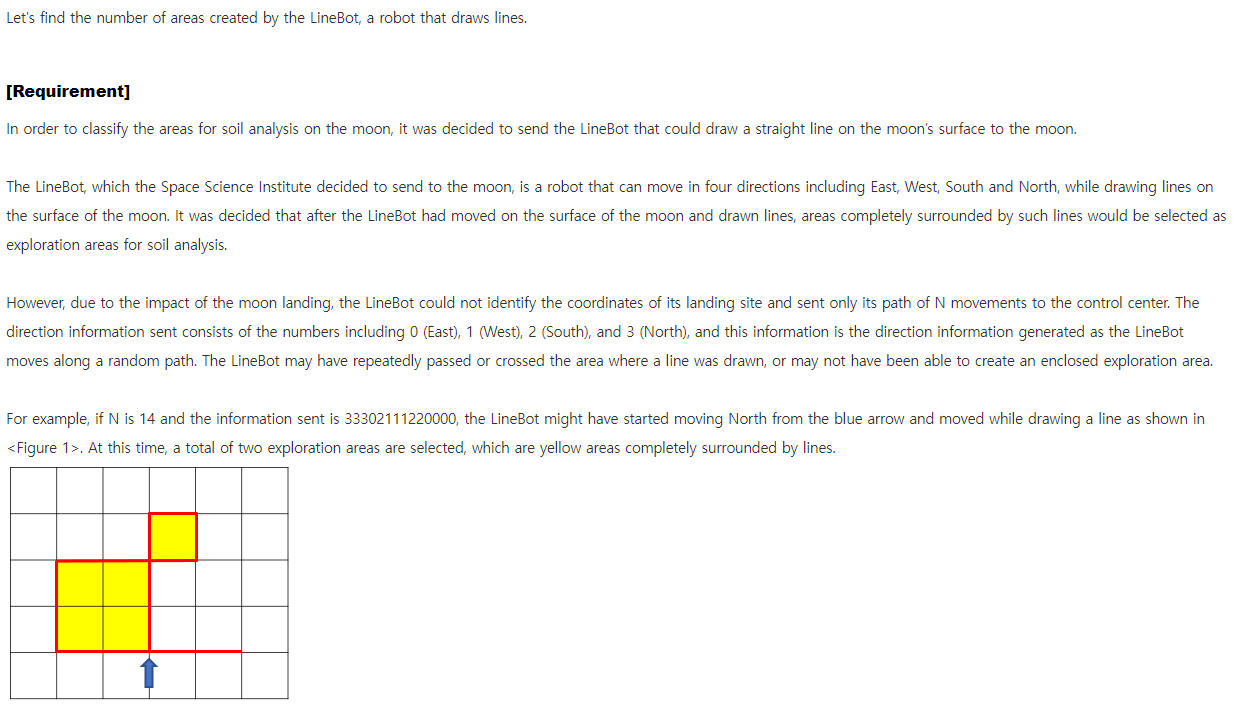 Let's find the number of areas created by the LineBot, a robot that draws lines.
[Requirement]
In order to classify the areas for soil analysis on the moon, it was decided to send the LineBot that could draw a straight line on the moon's surface to the moon.
The LineBot, which the Space Science Institute decided to send to the moon, is a robot that can move in four directions including East, West, South and North, while drawing lines on
the surface of the moon. It was decided that after the LineBot had moved on the surface of the moon and drawn lines, areas completely surrounded by such lines would be selected as
exploration areas for soil analysis.
However, due to the impact of the moon landing, the LineBot could not identify the coordinates of its landing site and sent only its path of N movements to the control center. The
direction information sent consists of the numbers including 0 (East), 1 (West), 2 (South), and 3 (North), and this information is the direction information generated as the LineBot
moves along a random path. The LineBot may have repeatedly passed or crossed the area where a line was drawn, or may not have been able to create an enclosed exploration area.
For example, if N is 14 and the information sent is 33302111220000, the LineBot might have started moving North from the blue arrow and moved while drawing a line as shown in
<Figure 1>. At this time, a total of two exploration areas are selected, which are yellow areas completely surrounded by lines.